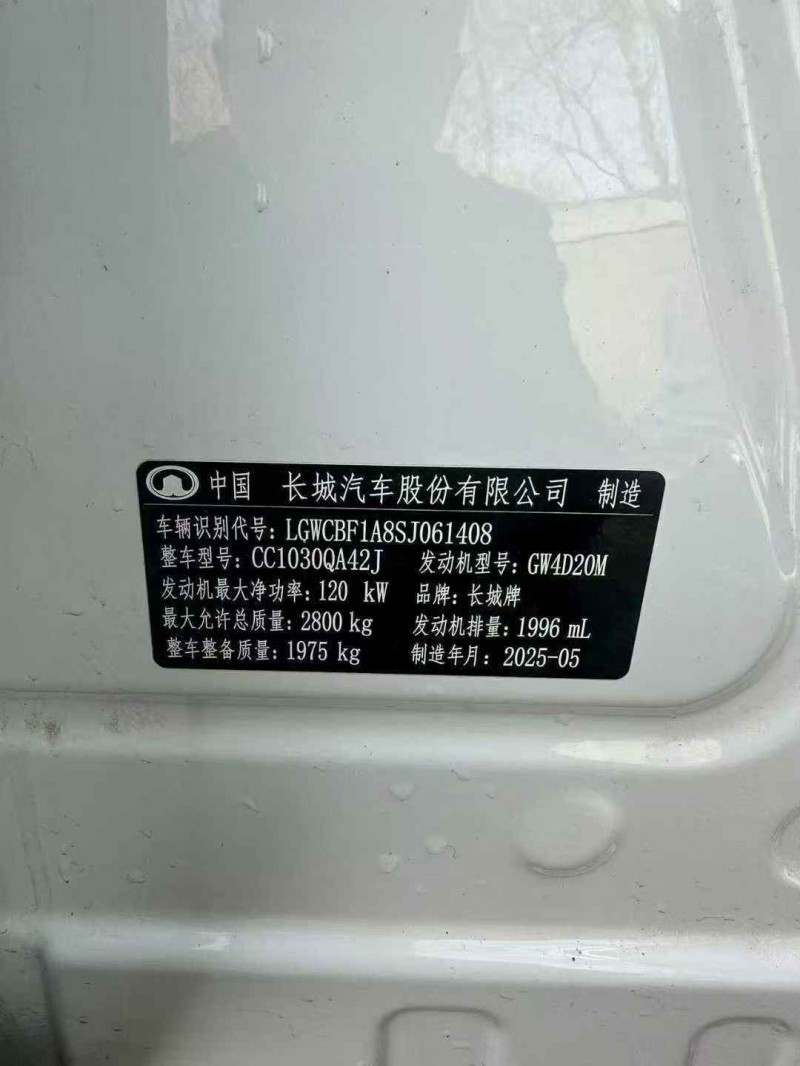 中国 长城汽车股份有限公司 制造
车辆识别代号: LGWCBF1A8SJ061408
整车型号: CC1030QA42J 发动机型号: GW4D20M
发动机最大净功率: 120 kW 品牌: 长城牌
最大允许总质量: 2800 kg 发动机排量: 1996 mL
整车整备质量: 1975 kg 制造年月: 2025-05